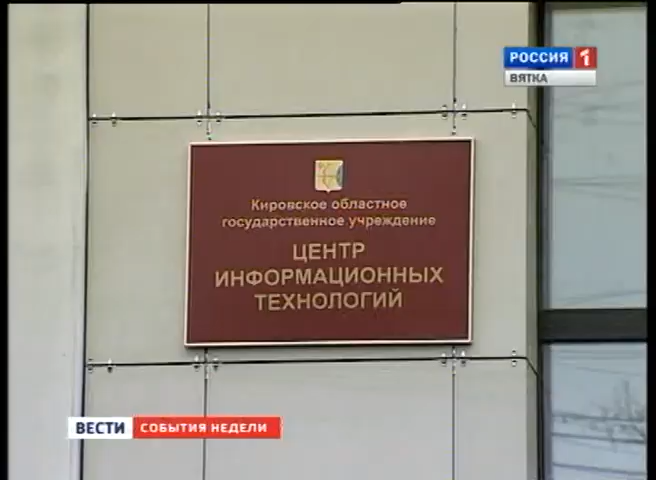 РОССИЯ 1
ВЯТКА
Кировское областное
государственное учреждение
ЦЕНТР
ИНФОРМАЦИОННЫХ
ТЕХНОЛОГИЙ
ВЕСТИ СОБЫТИЯ НЕДЕЛИ